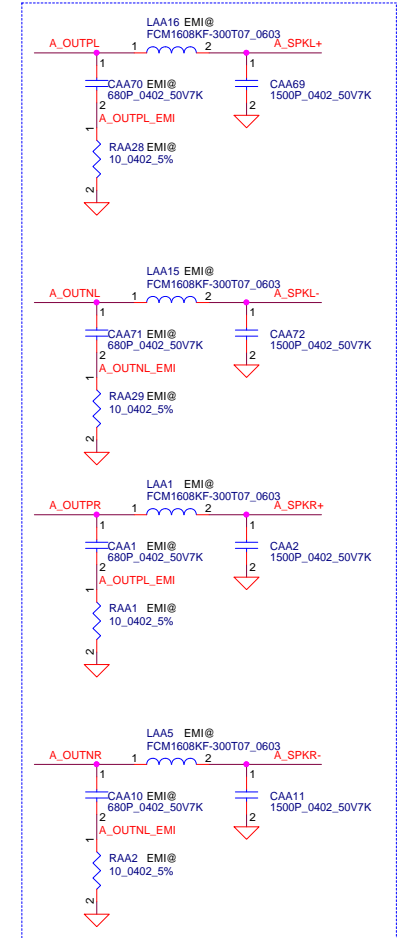 LAA16 EMI@
FCM1608KF-300T07_0603
A_OUTPL 1 2 A_SPKL+
1 1
CAA70 EMI@ CAA69
680P_0402_50V7K 1500P_0402_50V7K
2 2
A_OUTPL_EMI
1
RAA28 EMI@
10_0402_5%
2
LAA15 EMI@
FCM1608KF-300T07_0603
A_OUTNL 1 2 A_SPKL-
1 1
CAA71 EMI@ CAA72
680P_0402_50V7K 1500P_0402_50V7K
2 2
A_OUTNL_EMI
1
RAA29 EMI@
10_0402_5%
2
LAA1 EMI@
FCM1608KF-300T07_0603
A_OUTPR 1 2 A_SPKR+
1 1
CAA1 EMI@ CAA2
680P_0402_50V7K 1500P_0402_50V7K
2 2
A_OUTPL_EMI
1
RAA1 EMI@
10_0402_5%
2
LAA5 EMI@
FCM1608KF-300T07_0603
A_OUTNR 1 2 A_SPKR-
1 1
CAA10 EMI@ CAA11
680P_0402_50V7K 1500P_0402_50V7K
2 2
A_OUTNL_EMI
1
RAA2 EMI@
10_0402_5%
2